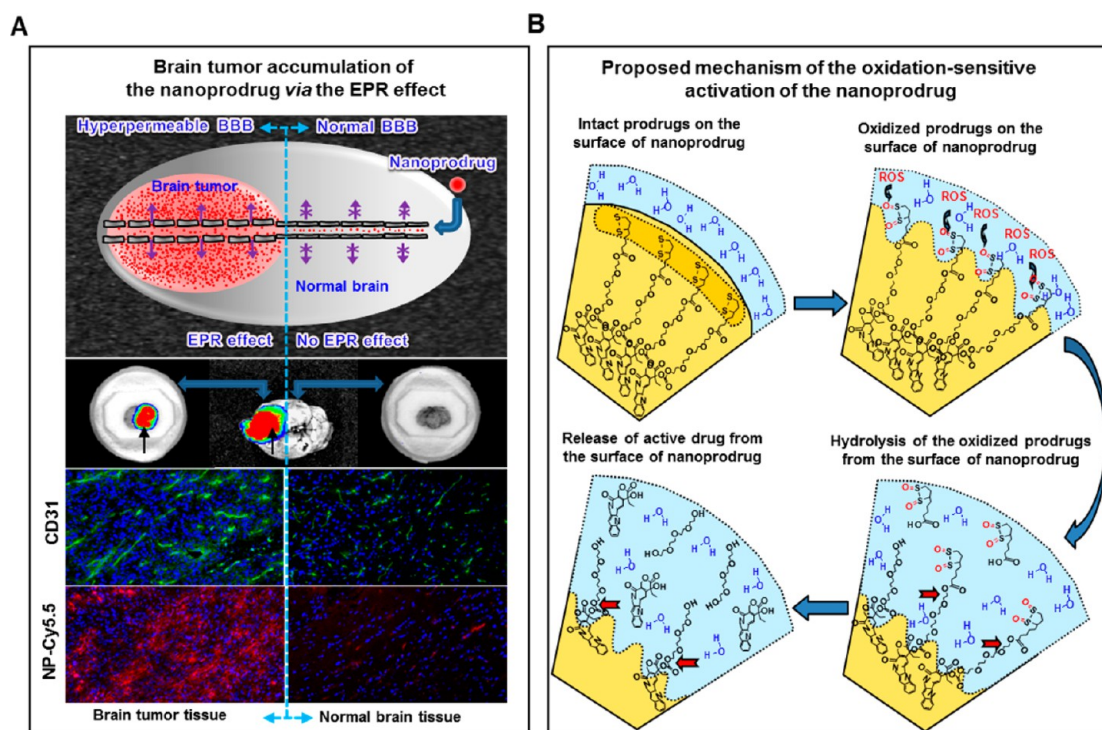 A
Brain tumor accumulation of
the nanoprodrug via the EPR effect
Hyperpermeable BBB
Normal BBB
Nanoprodrug
Brain tumor
Normal brain
EPR effect
No EPR effect
CD31
NP-Cy5.5
Brain tumor tissue
Normal brain tissue
B
Proposed mechanism of the oxidation-sensitive
activation of the nanoprodrug
Intact prodrugs on the
surface of nanoprodrug
Oxidized prodrugs on the
surface of nanoprodrug
ROS
ROS
ROS
ROS
Release of active drug from
the surface of nanoprodrug
Hydrolysis of the oxidized prodrugs
from the surface of nanoprodrug